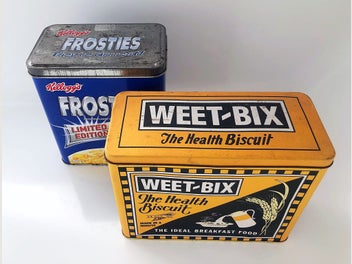 Kellogg's
FROSTIES
Kellogg's
FROST
LIMITED
EDITION
WEET-BIX
The Health Biscuit
WEET-BIX
The Health
Biscuit
THE IDEAL BREAKFAST FOOD